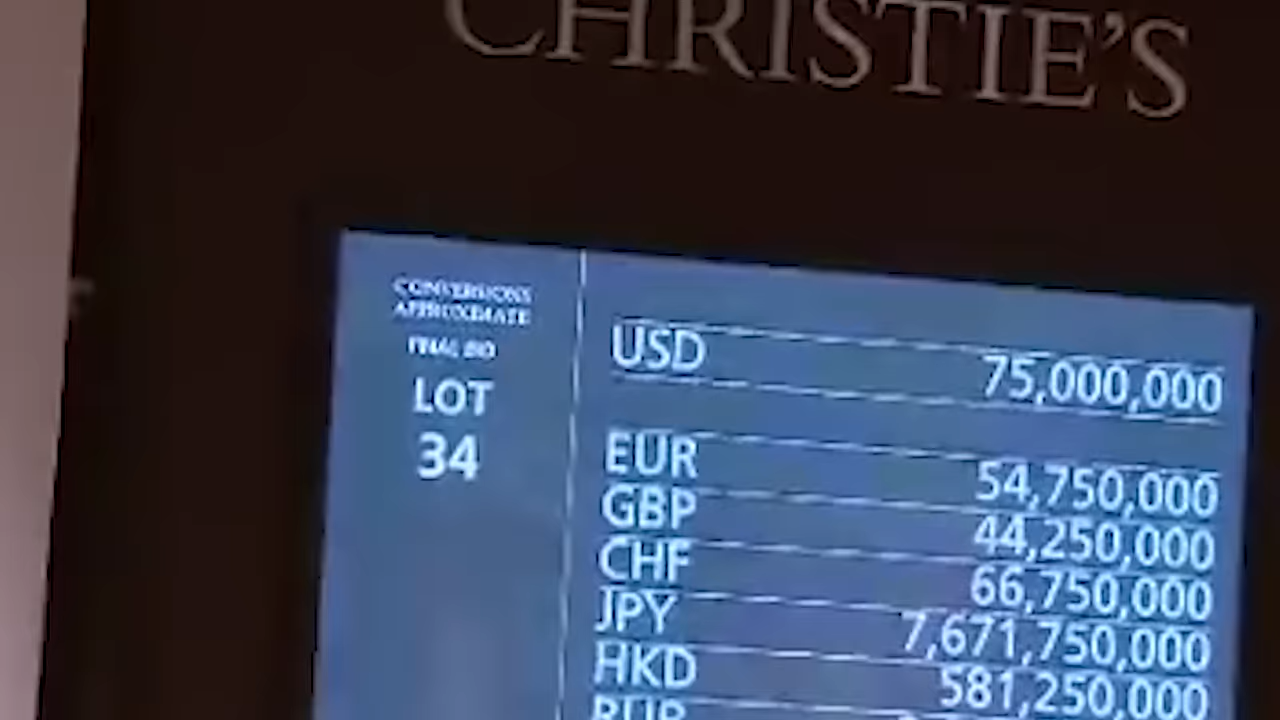 CHRISTIE'S
CONVERSIONS
APPROXIMATE
FINAL BID
LOT
34
USD 75,000,000
EUR 54,750,000
GBP 44,250,000
CHF 66,750,000
JPY 7,671,750,000
HKD 581,250,000
RUB